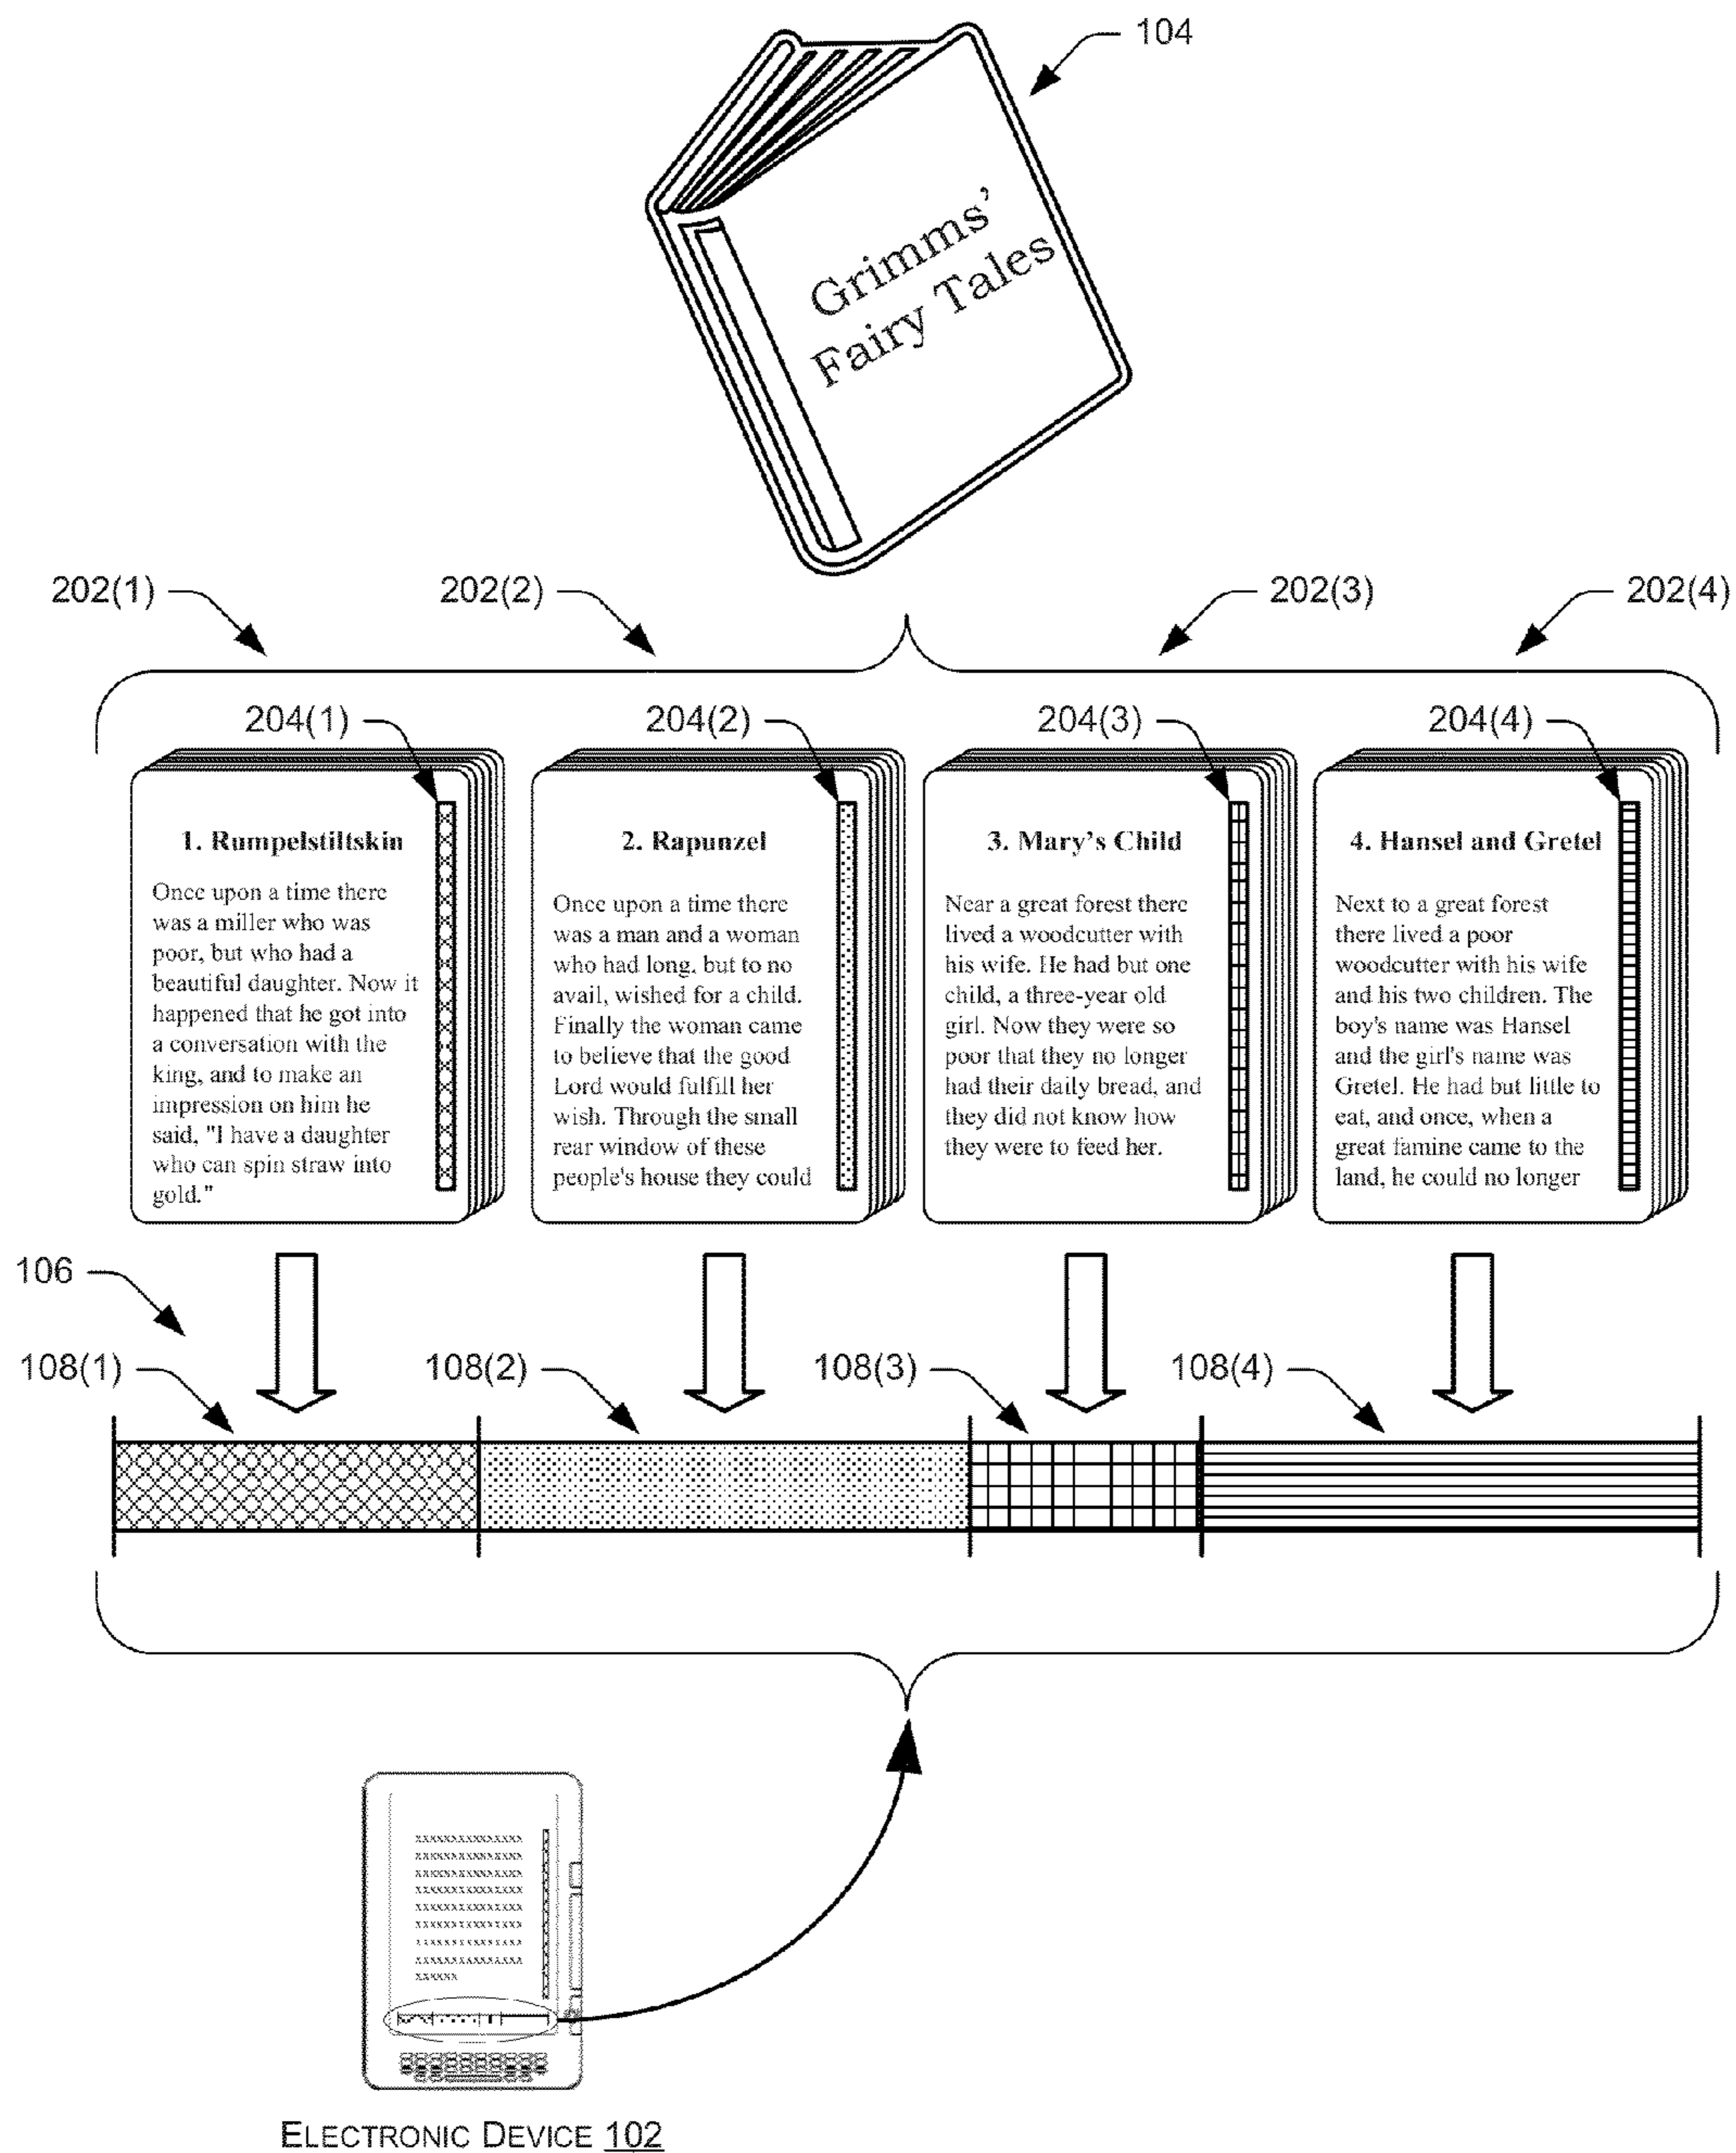 104
Grimms'
Fairy Tales
202(1)
202(2)
202(3)
202(4)
204(1)
204(2)
204(3)
204(4)
1. Rumpelstiltskin
Once upon a time there
was a miller who was
poor, but who had a
beautiful daughter. Now it
happened that he got into
a conversation with the
king, and to make an
impression on him he
said, "I have a daughter
who can spin straw into
gold."
2. Rapunzel
Once upon a time there
was a man and a woman
who had long, but to no
avail, wished for a child.
Finally the woman came
to believe that the good
Lord would fulfill her
wish. Through the small
rear window of these
people's house they could
3. Mary's Child
Near a great forest there
lived a woodcutter with
his wife. He had but one
child, a three-year old
girl. Now they were so
poor that they no longer
had their daily bread, and
they did not know how
they were to feed her.
4. Hansel and Gretel
Next to a great forest
there lived a poor
woodcutter with his wife
and his two children. The
boy's name was Hansel
and the girl's name was
Gretel. He had but little to
eat, and once, when a
great famine came to the
land, he could no longer
106
108(1)
108(2)
108(3)
108(4)
xxxxxxxxxxxxxxx
xxxxxxxxxxxxxxx
xxxxxxxxxxxxxxx
xxxxxxxxxxxxxxx
xxxxxxxxxxxxxxx
xxxxxxxxxxxxxxx
xxxxxxxxxxxxxxx
xxxxxxxxxxxxxxx
xxxxxx
ELECTRONIC DEVICE 102